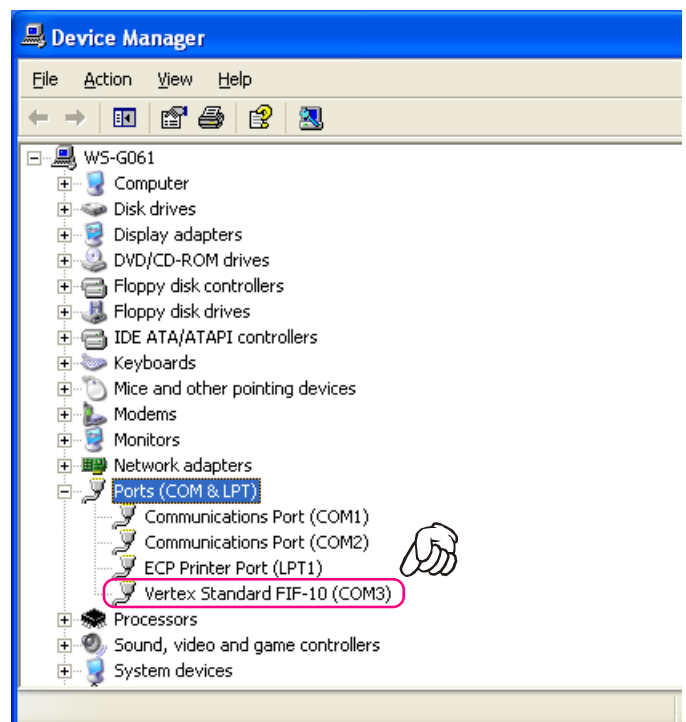 Device Manager
File Action View Help
WS-G061
Computer
Disk drives
Display adapters
DVD/CD-ROM drives
Floppy disk controllers
Floppy disk drives
IDE ATA/ATAPI controllers
Keyboards
Mice and other pointing devices
Modems
Monitors
Network adapters
Ports (COM & LPT)
Communications Port (COM1)
Communications Port (COM2)
ECP Printer Port (LPT1)
Vertex Standard FIF-10 (COM3)
Processors
Sound, video and game controllers
System devices